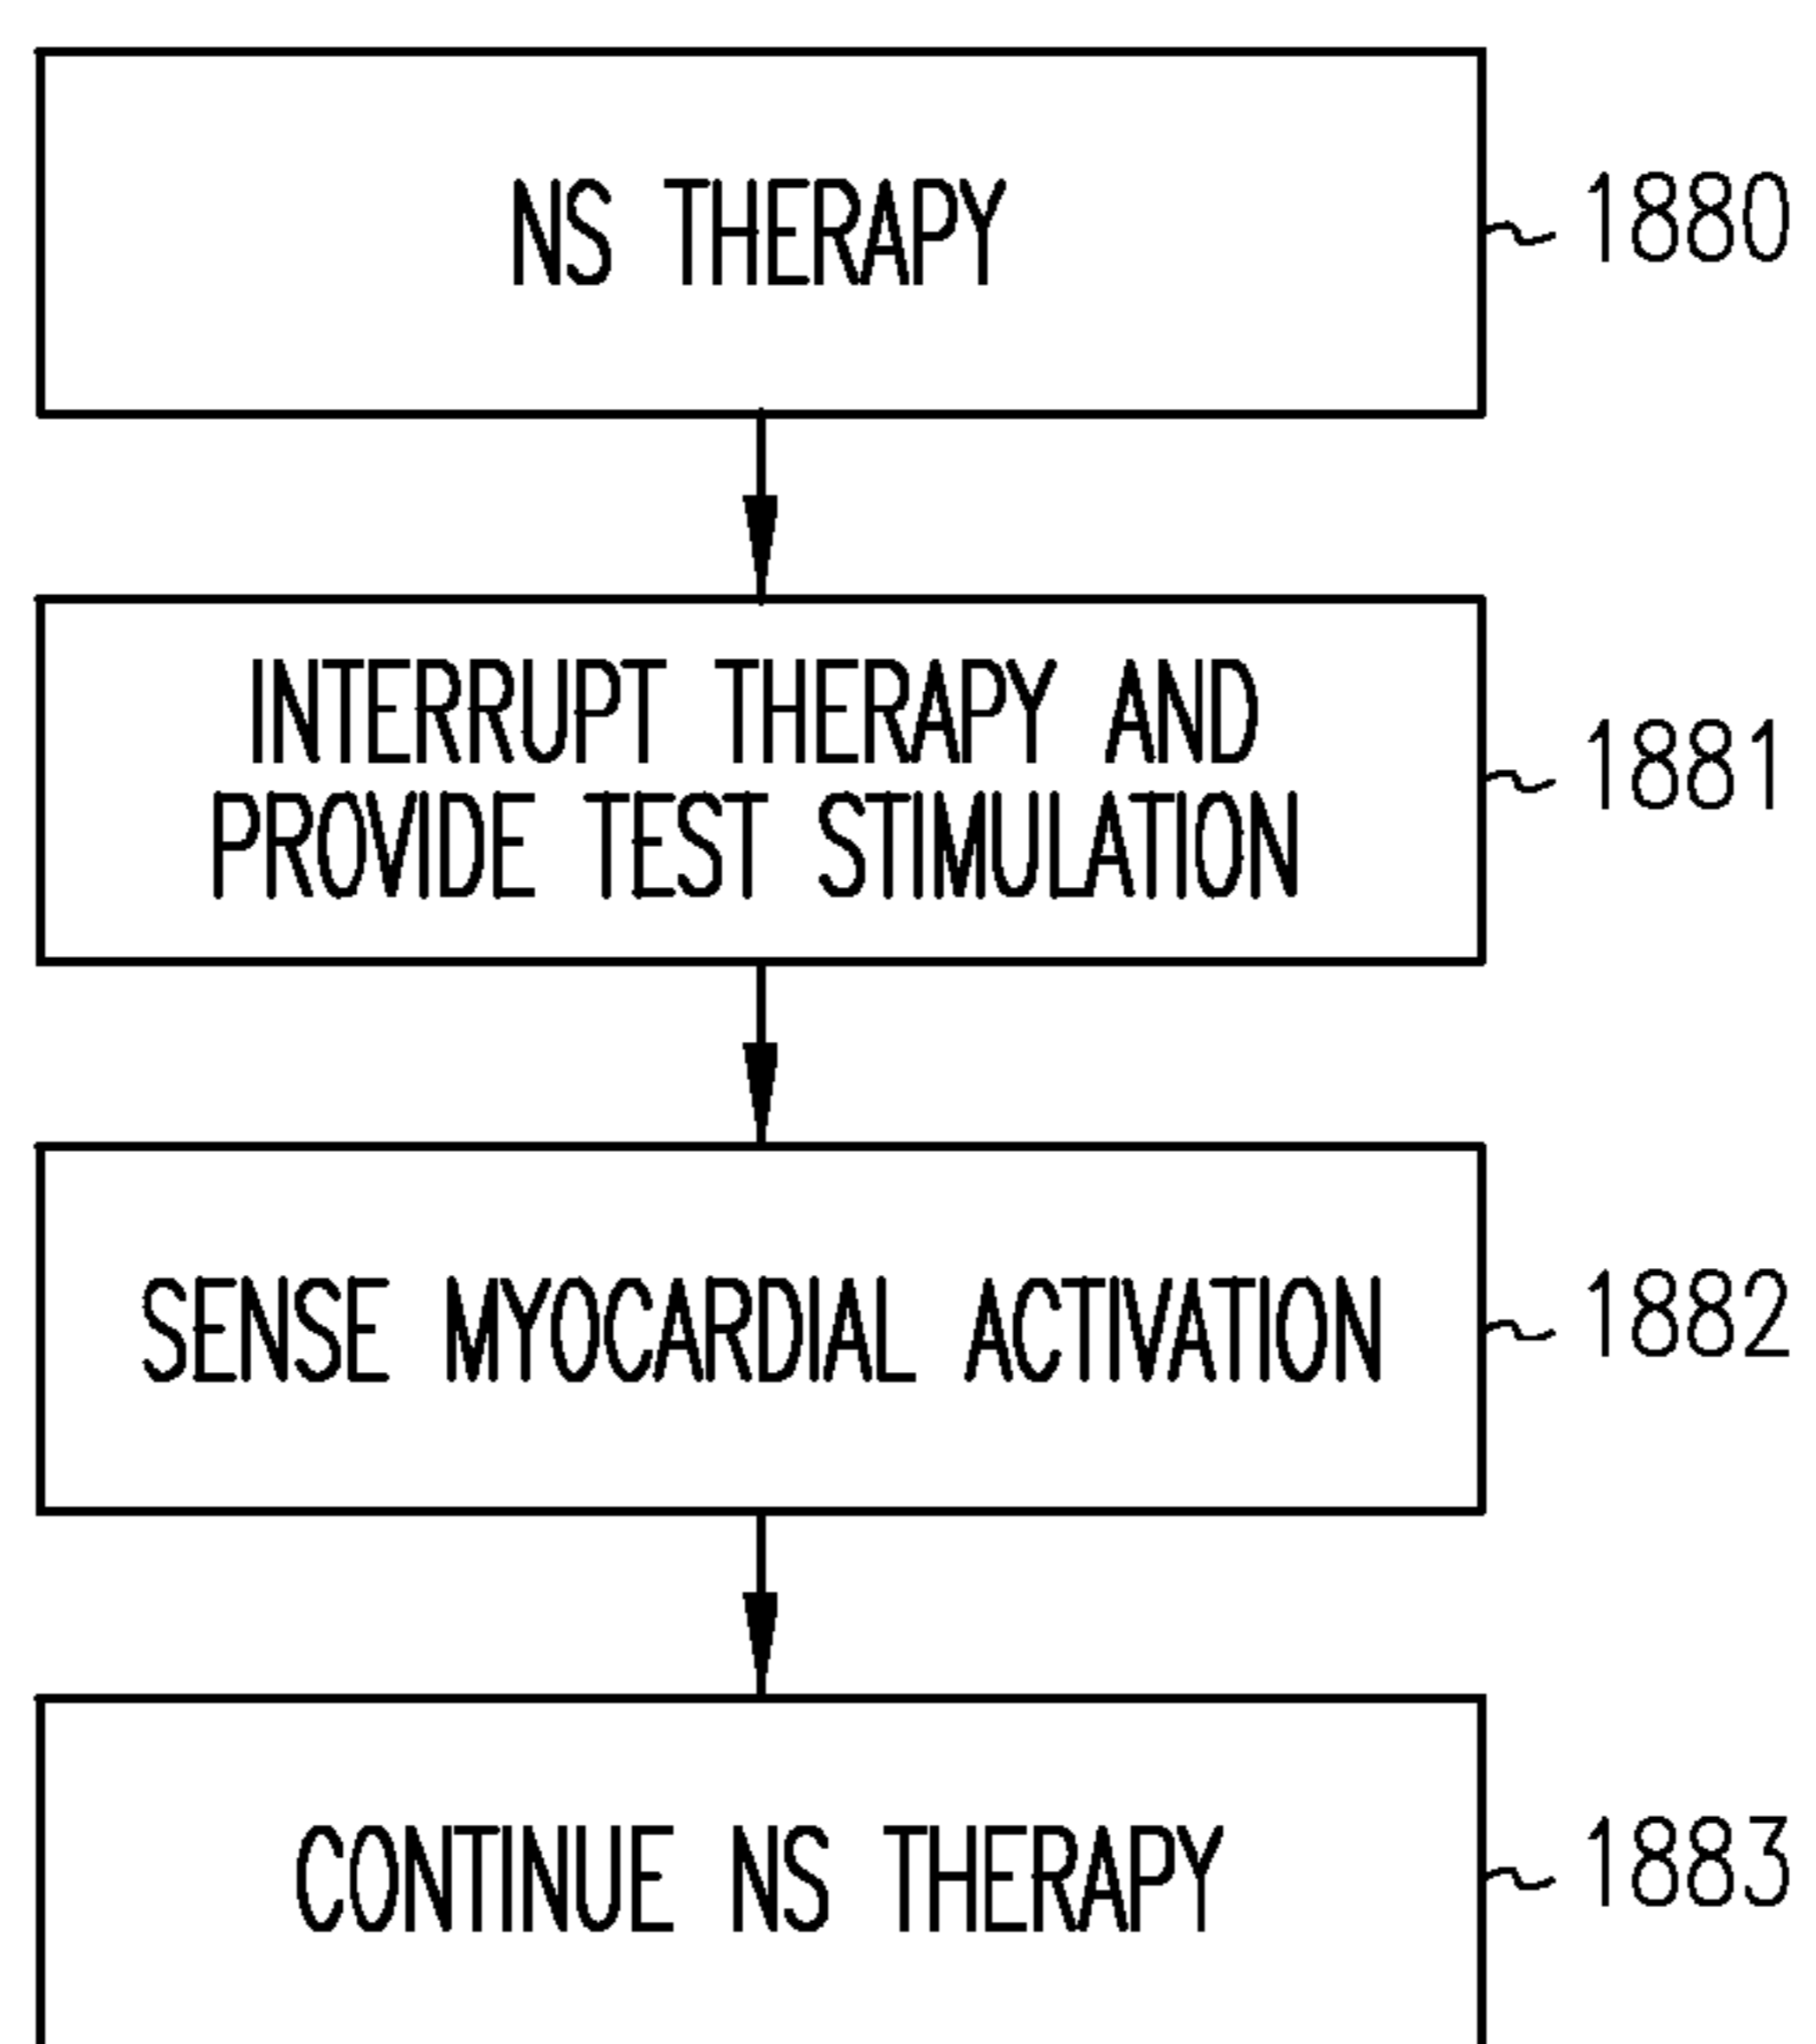 NS THERAPY
1880
INTERRUPT THERAPY AND
PROVIDE TEST STIMULATION
1881
SENSE MYOCARDIAL ACTIVATION
1882
CONTINUE NS THERAPY
1883